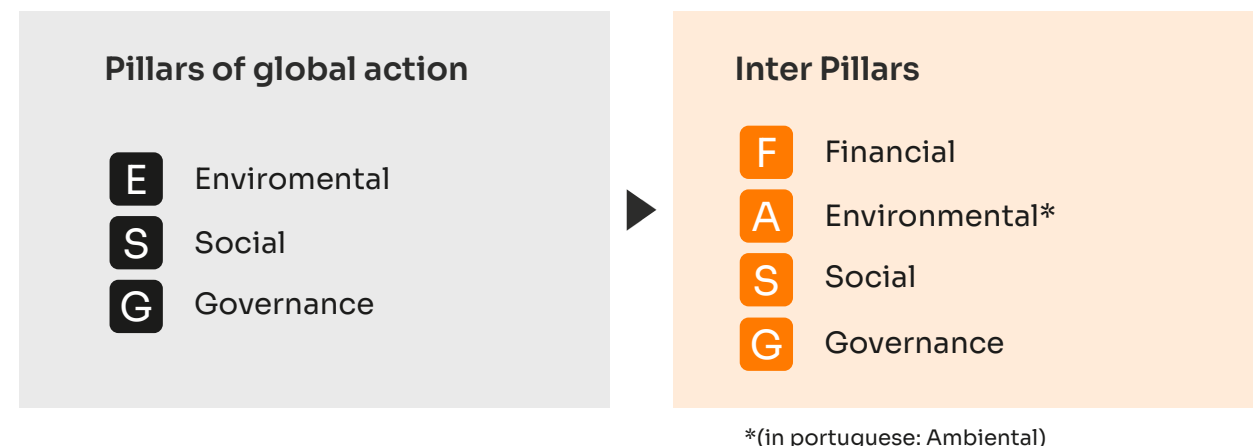 Pillars of global action
E Enviromental
S Social
G Governance
Inter Pillars
F Financial
A Environmental*
S Social
G Governance
*(in portuguese: Ambiental)